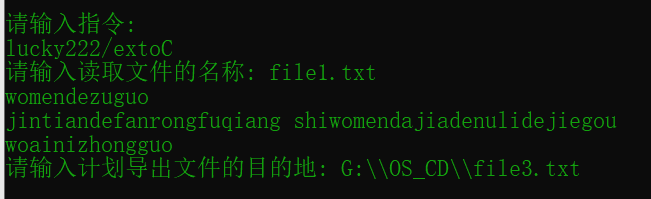 请输入指令:
lucky222/extoC
请输入读取文件的名称: file1.txt
womendezuguo
jintiandefanrongfuqiang shiwomendajiadenulidejiegou
woainizhongguo
请输入计划导出文件的目的地: G:\\OS_CD\\file3.txt